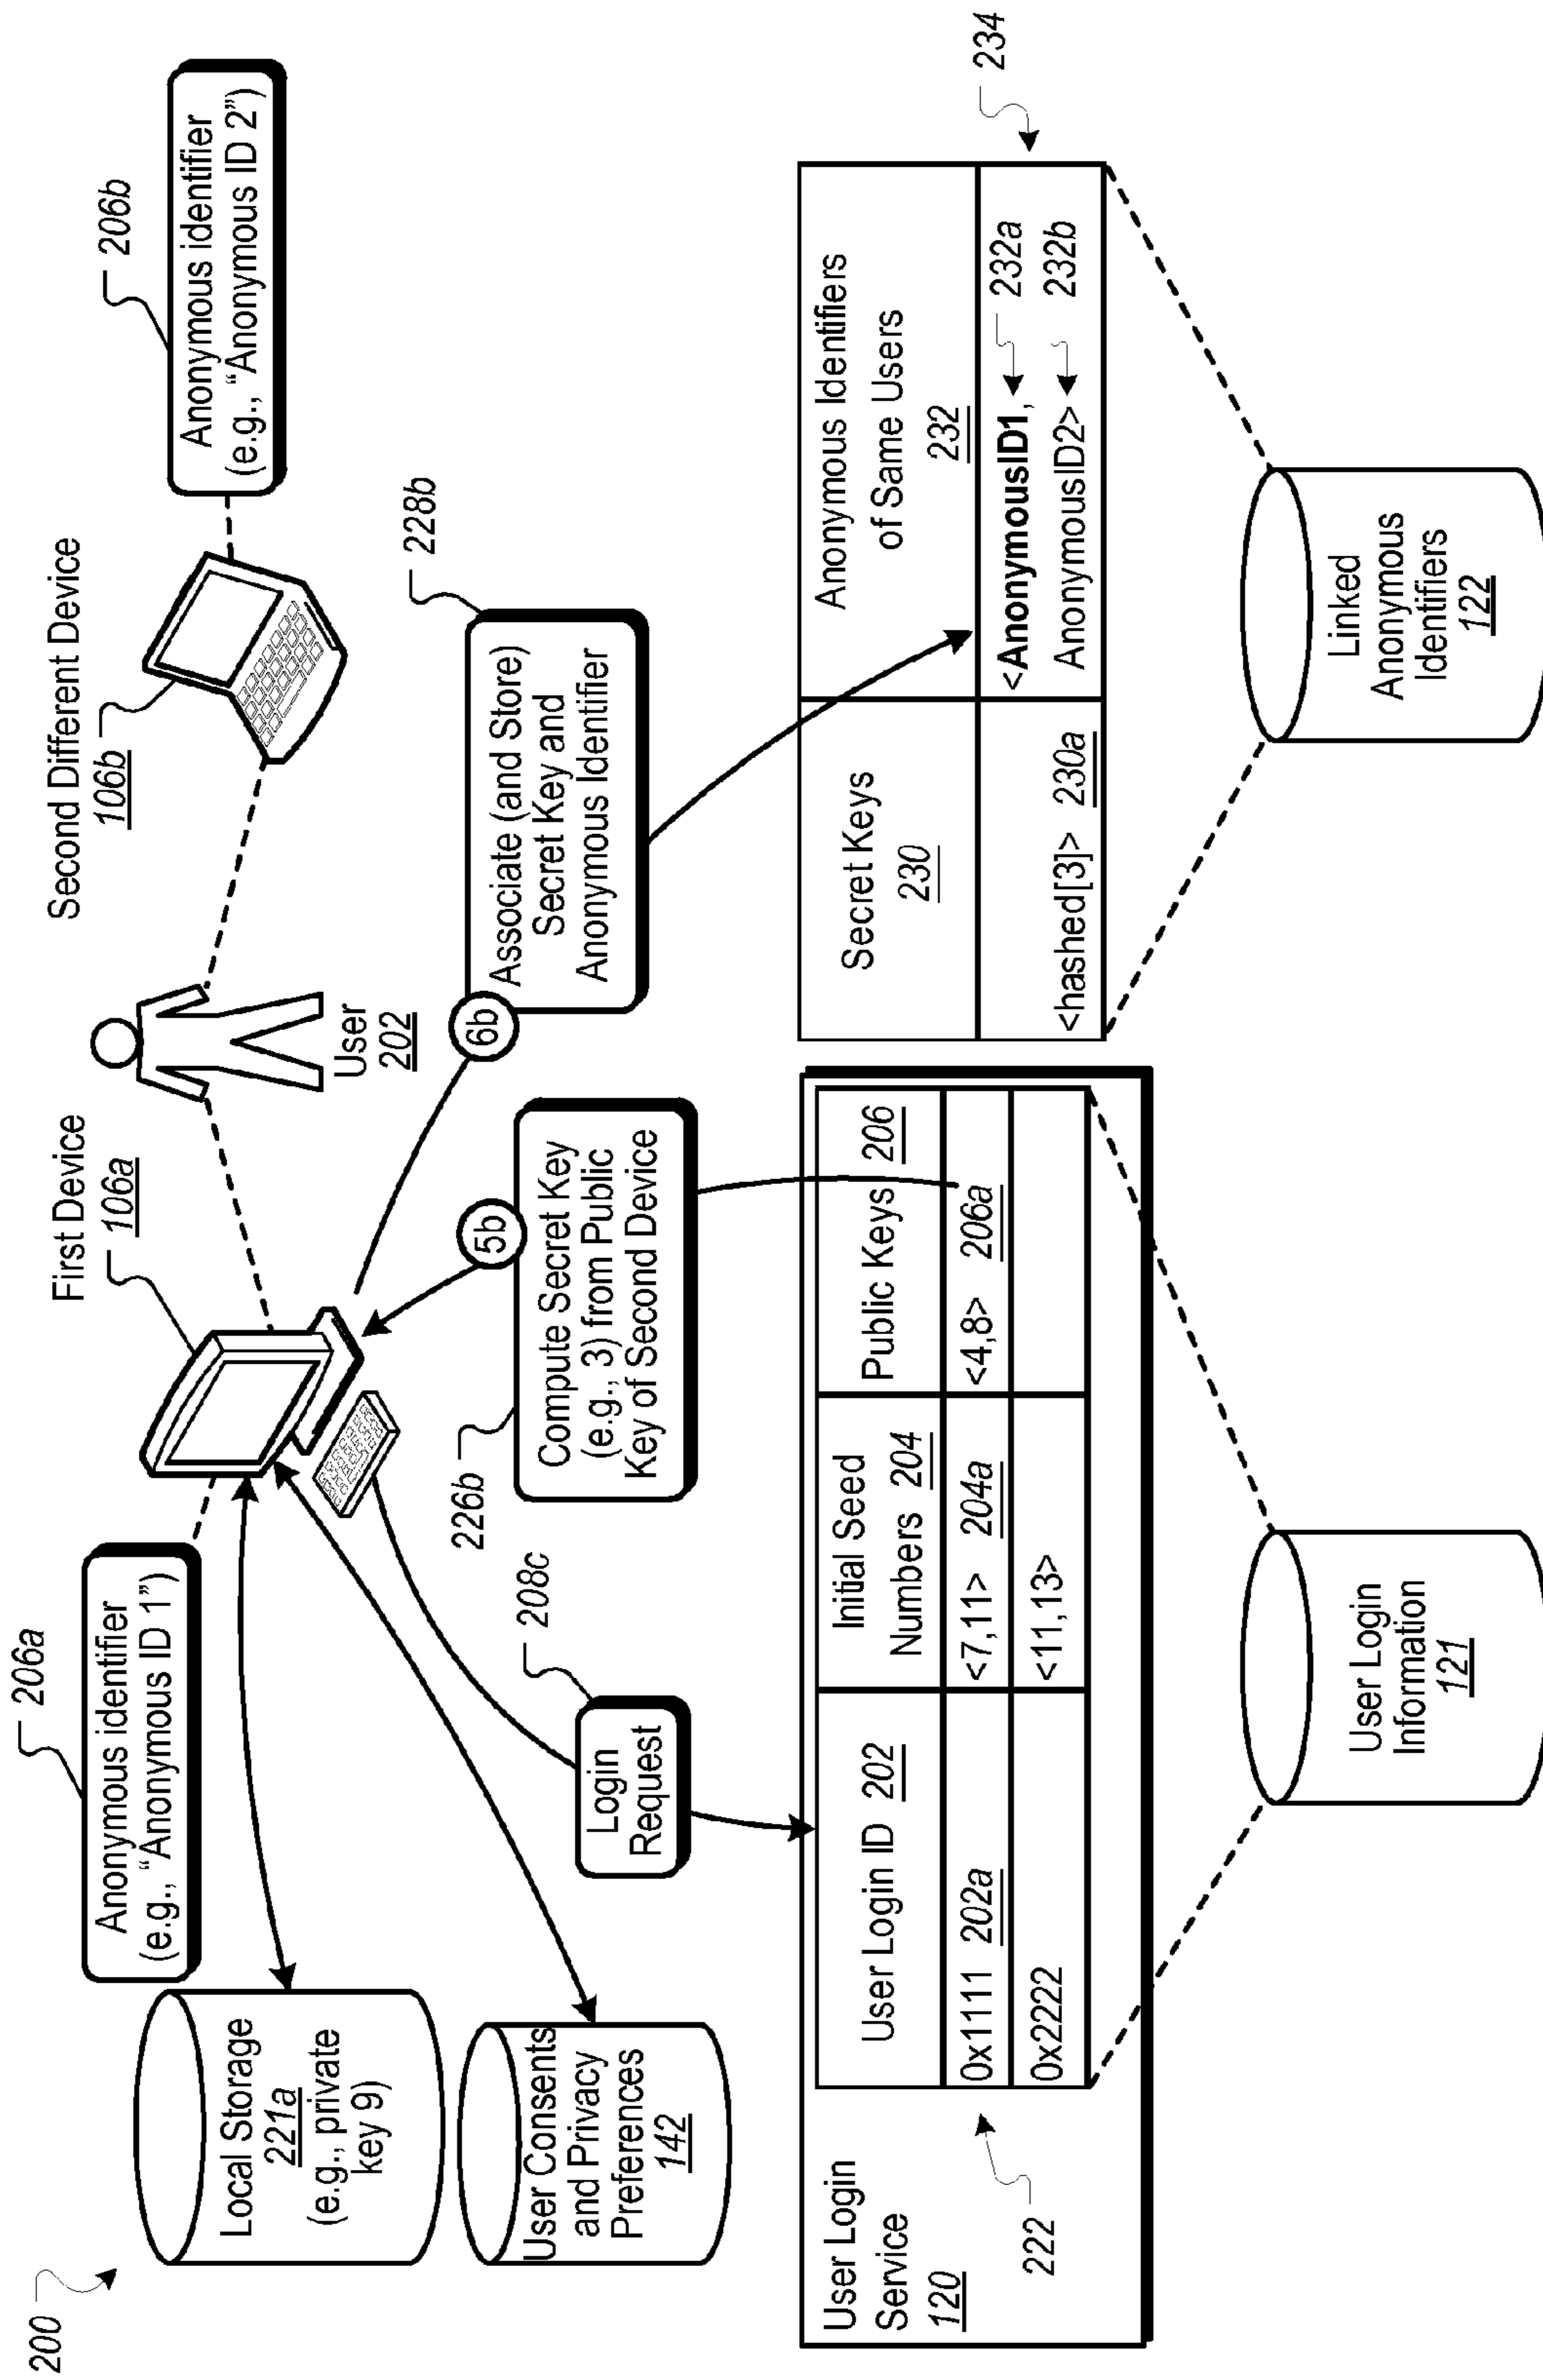 200
206a
Anonymous identifier
(e.g., “Anonymous ID 1”)
First Device
106a
User
202
Second Different Device
106b
206b
Anonymous identifier
(e.g., “Anonymous ID 2”)
Local Storage
221a
(e.g., private
key 9)
User Consents
and Privacy
Preferences
142
208c
Login
Request
226b
5b
Compute Secret Key
(e.g., 3) from Public
Key of Second Device
6b
228b
Associate (and Store)
Secret Key and
Anonymous Identifier
User Login
Service
120
222
User Login ID 202
Initial Seed
Numbers 204
Public Keys 206
0x1111 202a
<7,11> 204a
<4,8> 206a
0x2222
<11,13>
Secret Keys
230
Anonymous Identifiers
of Same Users
232
<hashed[3]> 230a
<AnonymousID1, 232a
AnonymousID2> 232b
234
User Login
Information
121
Linked
Anonymous
Identifiers
122